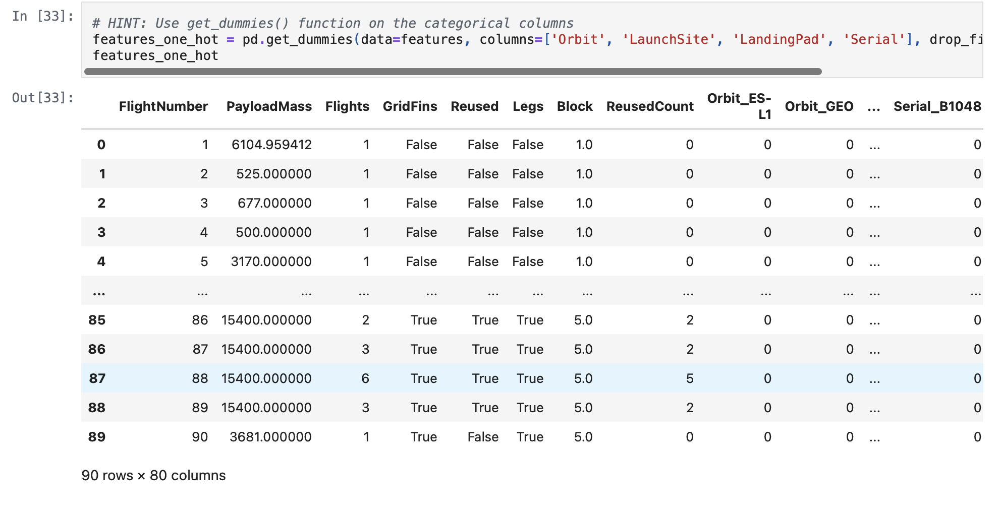 In [33]:
# HINT: Use get_dummies() function on the categorical columns
features_one_hot = pd.get_dummies(data=features, columns=['Orbit', 'LaunchSite', 'LandingPad', 'Serial'], drop_fi
features_one_hot
Out[33]:
FlightNumber PayloadMass Flights GridFins Reused Legs Block ReusedCount Orbit_ES-L1 Orbit_GEO ... Serial_B1048
0 1 6104.959412 1 False False False 1.0 0 0 0 ... 0
1 2 525.000000 1 False False False 1.0 0 0 0 ... 0
2 3 677.000000 1 False False False 1.0 0 0 0 ... 0
3 4 500.000000 1 False False False 1.0 0 0 0 ... 0
4 5 3170.000000 1 False False False 1.0 0 0 0 ... 0
... ... ... ... ... ... ... ... ... ... ... ... ...
85 86 15400.000000 2 True True True 5.0 2 0 0 ... 0
86 87 15400.000000 3 True True True 5.0 2 0 0 ... 0
87 88 15400.000000 6 True True True 5.0 5 0 0 ... 0
88 89 15400.000000 3 True True True 5.0 2 0 0 ... 0
89 90 3681.000000 1 True False True 5.0 0 0 0 ... 0
90 rows × 80 columns